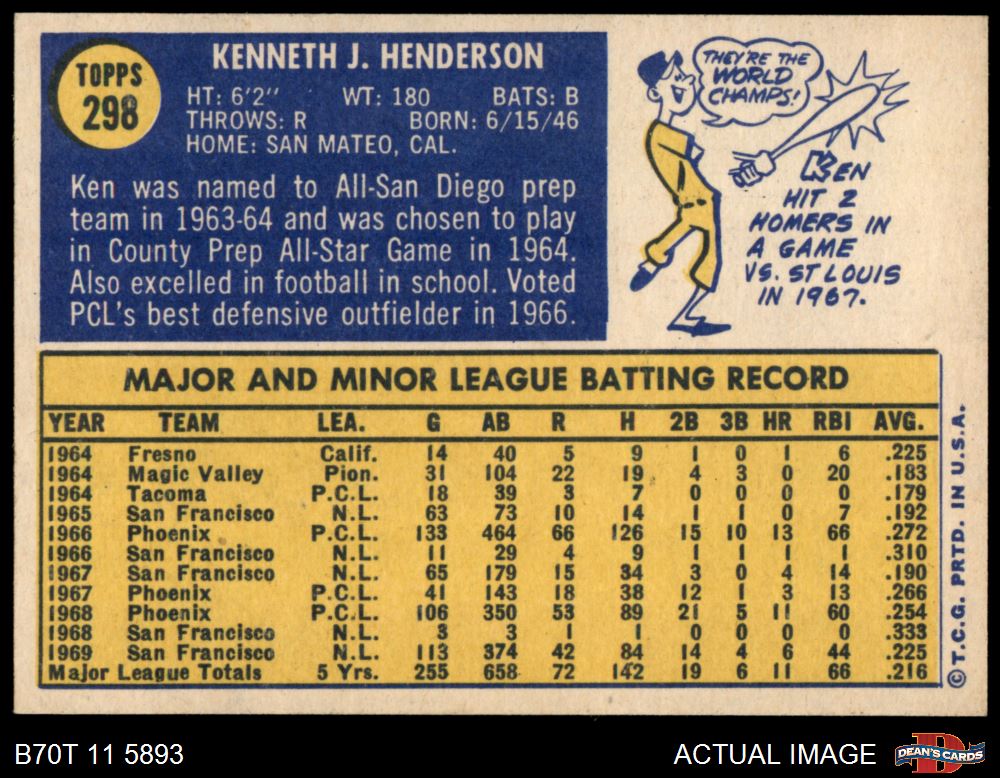 TOPPS
298
KENNETH J. HENDERSON
HT: 6'2" WT: 180 BATS: B
THROWS: R BORN: 6/15/46
HOME: SAN MATEO, CAL.
Ken was named to All-San Diego prep
team in 1963-64 and was chosen to play
in County Prep All-Star Game in 1964.
Also excelled in football in school. Voted
PCL's best defensive outfielder in 1966.
THEY'RE THE
WORLD
CHAMPS!
KEN
HIT 2
HOMERS IN
A GAME
VS. ST LOUIS
IN 1967.
MAJOR AND MINOR LEAGUE BATTING RECORD
YEAR TEAM LEA. G AB R H 2B 3B HR RBI AVG.
1964 Fresno Calif. 14 40 5 9 1 0 1 6 .225
1964 Magic Valley Pion. 31 104 22 19 4 3 0 20 .183
1964 Tacoma P.C.L. 18 39 3 7 0 0 0 0 .179
1965 San Francisco N.L. 63 73 10 14 1 1 0 7 .192
1966 Phoenix P.C.L. 133 464 66 126 15 10 13 66 .272
1966 San Francisco N.L. 11 29 4 9 1 1 1 1 .310
1967 San Francisco N.L. 65 179 15 34 3 0 4 14 .190
1967 Phoenix P.C.L. 41 143 18 38 12 1 3 13 .266
1968 Phoenix P.C.L. 106 350 53 89 21 5 11 60 .254
1968 San Francisco N.L. 3 3 1 1 0 0 0 0 .333
1969 San Francisco N.L. 113 374 42 84 14 4 6 44 .225
Major League Totals 5 Yrs. 255 658 72 142 19 6 11 66 .216
© T.C.G. PRTD. IN U.S.A.
B70T 11 5893
ACTUAL IMAGE
D
DEAN'S CARDS